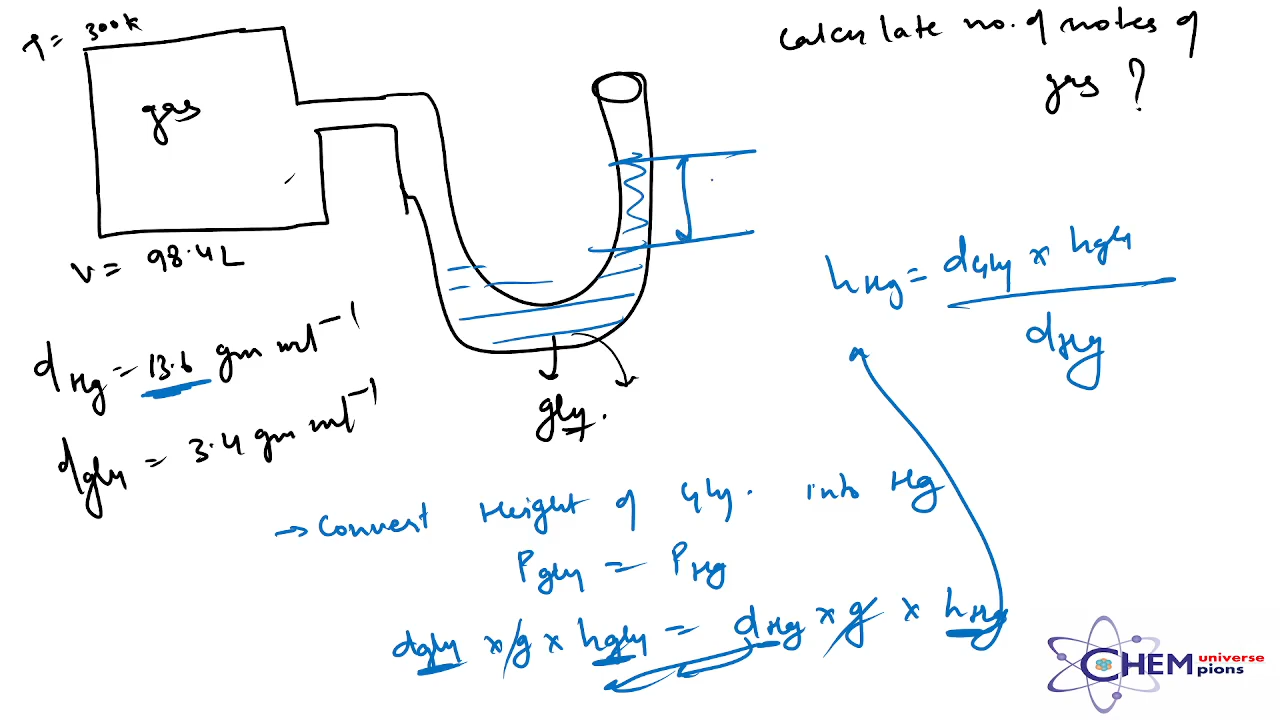 T = 300k
calculate no. of moles of
gas ?
gas
V = 98.4L
hHg = dgly x hgly
dHg
dHg = 13.6 gm ml-1
dgly = 3.4 gm ml-1
gly.
→ Convert Height of Gly. into Hg
Pgly = PHg
dgly x g x hgly = dHg x g x hHg
CHEM universe
pions